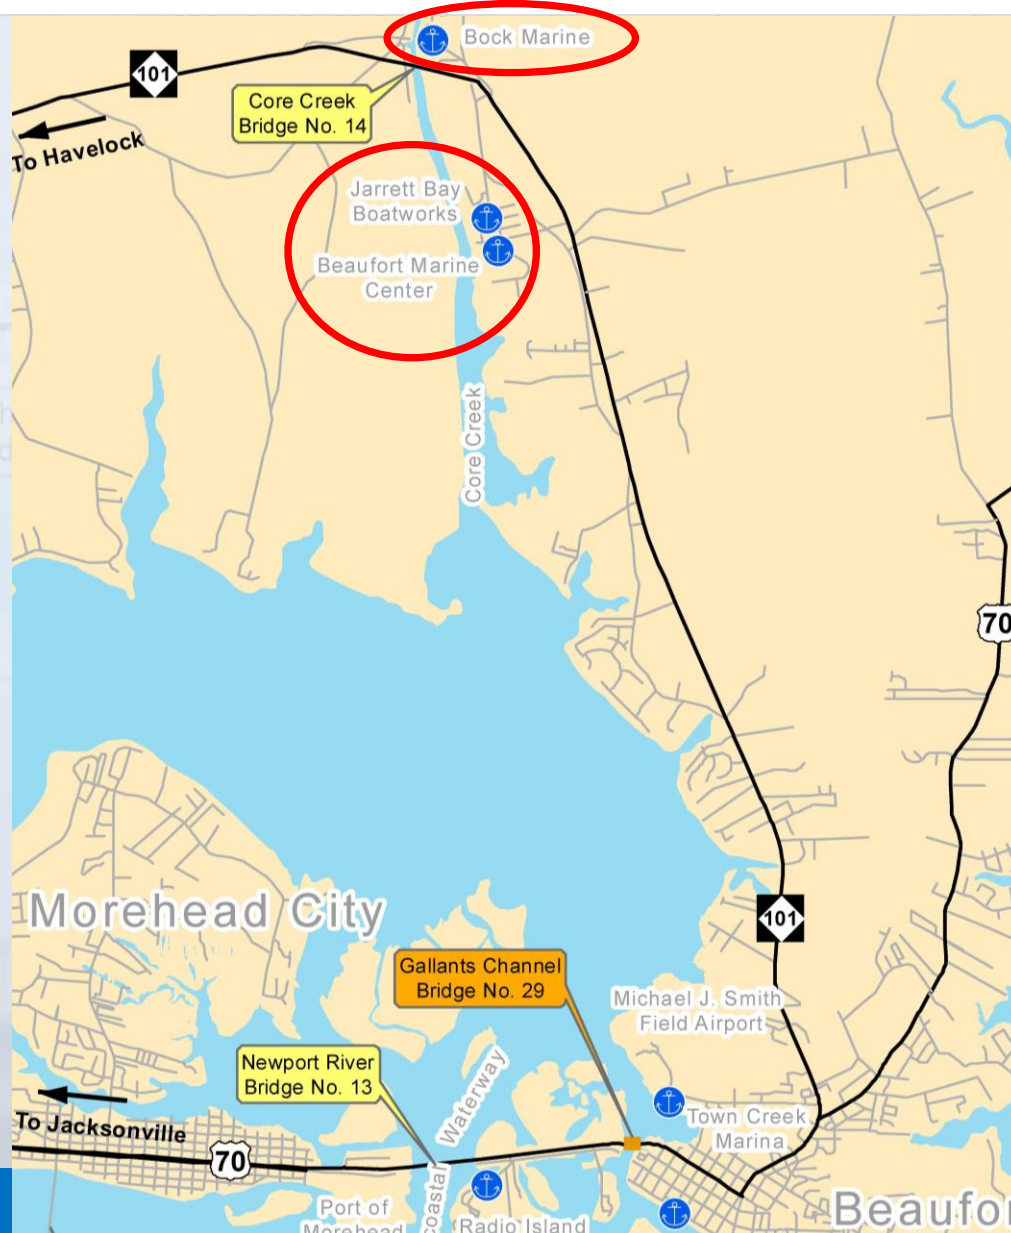 Bock Marine
101
Core Creek
Bridge No. 14
To Havelock
Jarrett Bay
Boatworks
Beaufort Marine
Center
Core Creek
70
Morehead City
101
Gallants Channel
Bridge No. 29
Michael J. Smith
Field Airport
Newport River
Bridge No. 13
Waterway
To Jacksonville
Town Creek
Marina
70
Coastal
Port of
Morehead
Radio Island
Beaufor